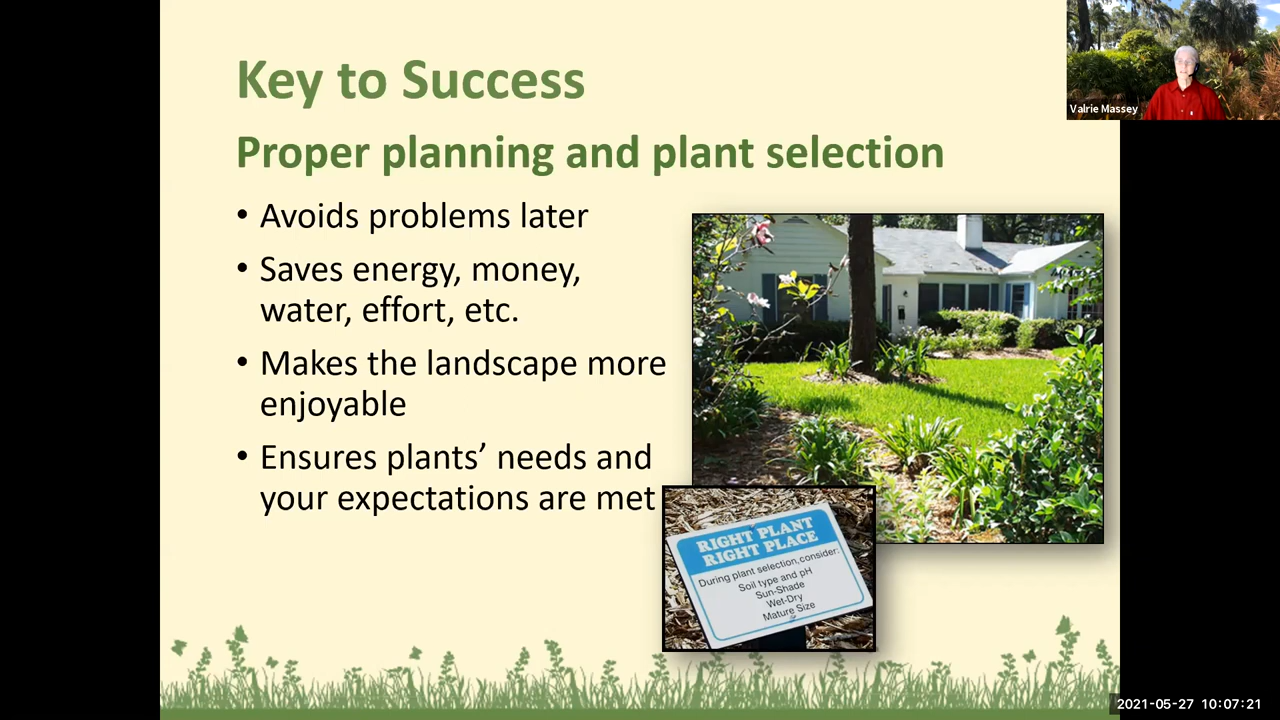 Key to Success
Proper planning and plant selection
• Avoids problems later
• Saves energy, money,
water, effort, etc.
• Makes the landscape more
enjoyable
• Ensures plants’ needs and
your expectations are met
RIGHT PLANT
RIGHT PLACE
During plant selection,consider:
Soil type and pH
Sun-Shade
Wet-Dry
Mature Size
Valrie Massey
2021-05-27 10:07:21